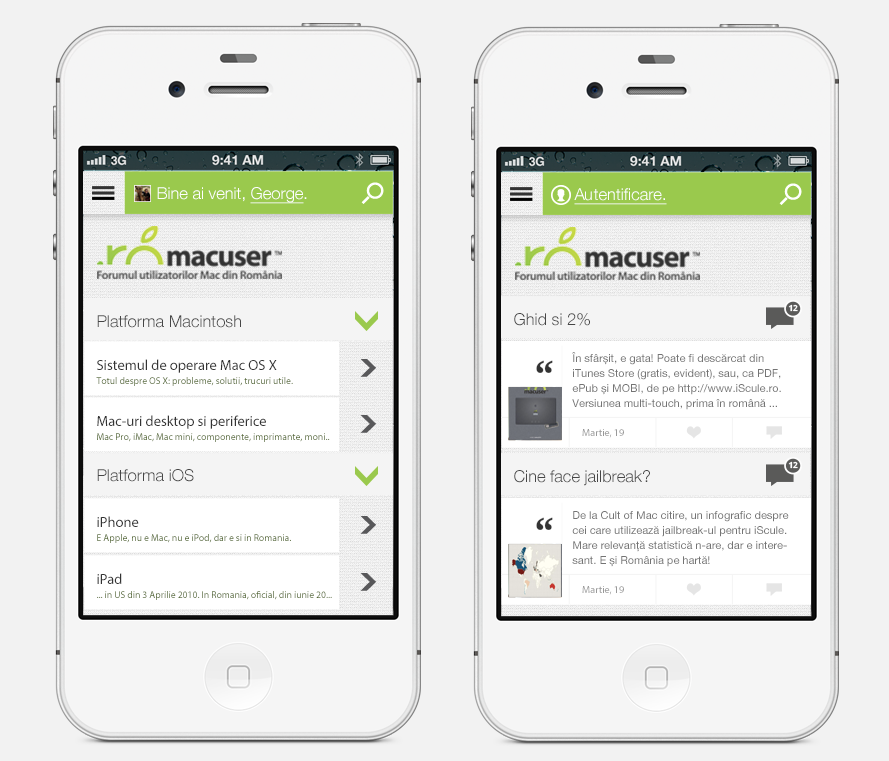 3G
9:41 AM
Bine ai venit, George.
.ro macuser ™
Forumul utilizatorilor Mac din România
Platforma Macintosh
Sistemul de operare Mac OS X
Totul despre OS X: probleme, solutii, trucuri utile.
Mac-uri desktop si periferice
Mac Pro, iMac, Mac mini, componente, imprimante, moni..
Platforma iOS
iPhone
E Apple, nu e Mac, nu e iPod, dar e si in Romania.
iPad
... in US din 3 Aprilie 2010. In Romania, oficial, din iunie 20...
3G
9:41 AM
Autentificare.
.ro macuser ™
Forumul utilizatorilor Mac din România
Ghid si 2%
12
“
În sfârșit, e gata! Poate fi descărcat din
iTunes Store (gratis, evident), sau, ca PDF,
ePub și MOBI, de pe http://www.iScule.ro.
Versiunea multi-touch, prima în română ...
Martie, 19
Cine face jailbreak?
12
“
De la Cult of Mac citire, un infografic despre
cei care utilizează jailbreak-ul pentru iScule.
Mare relevanță statistică n-are, dar e intere-
sant. E și România pe hartă!
Martie, 19